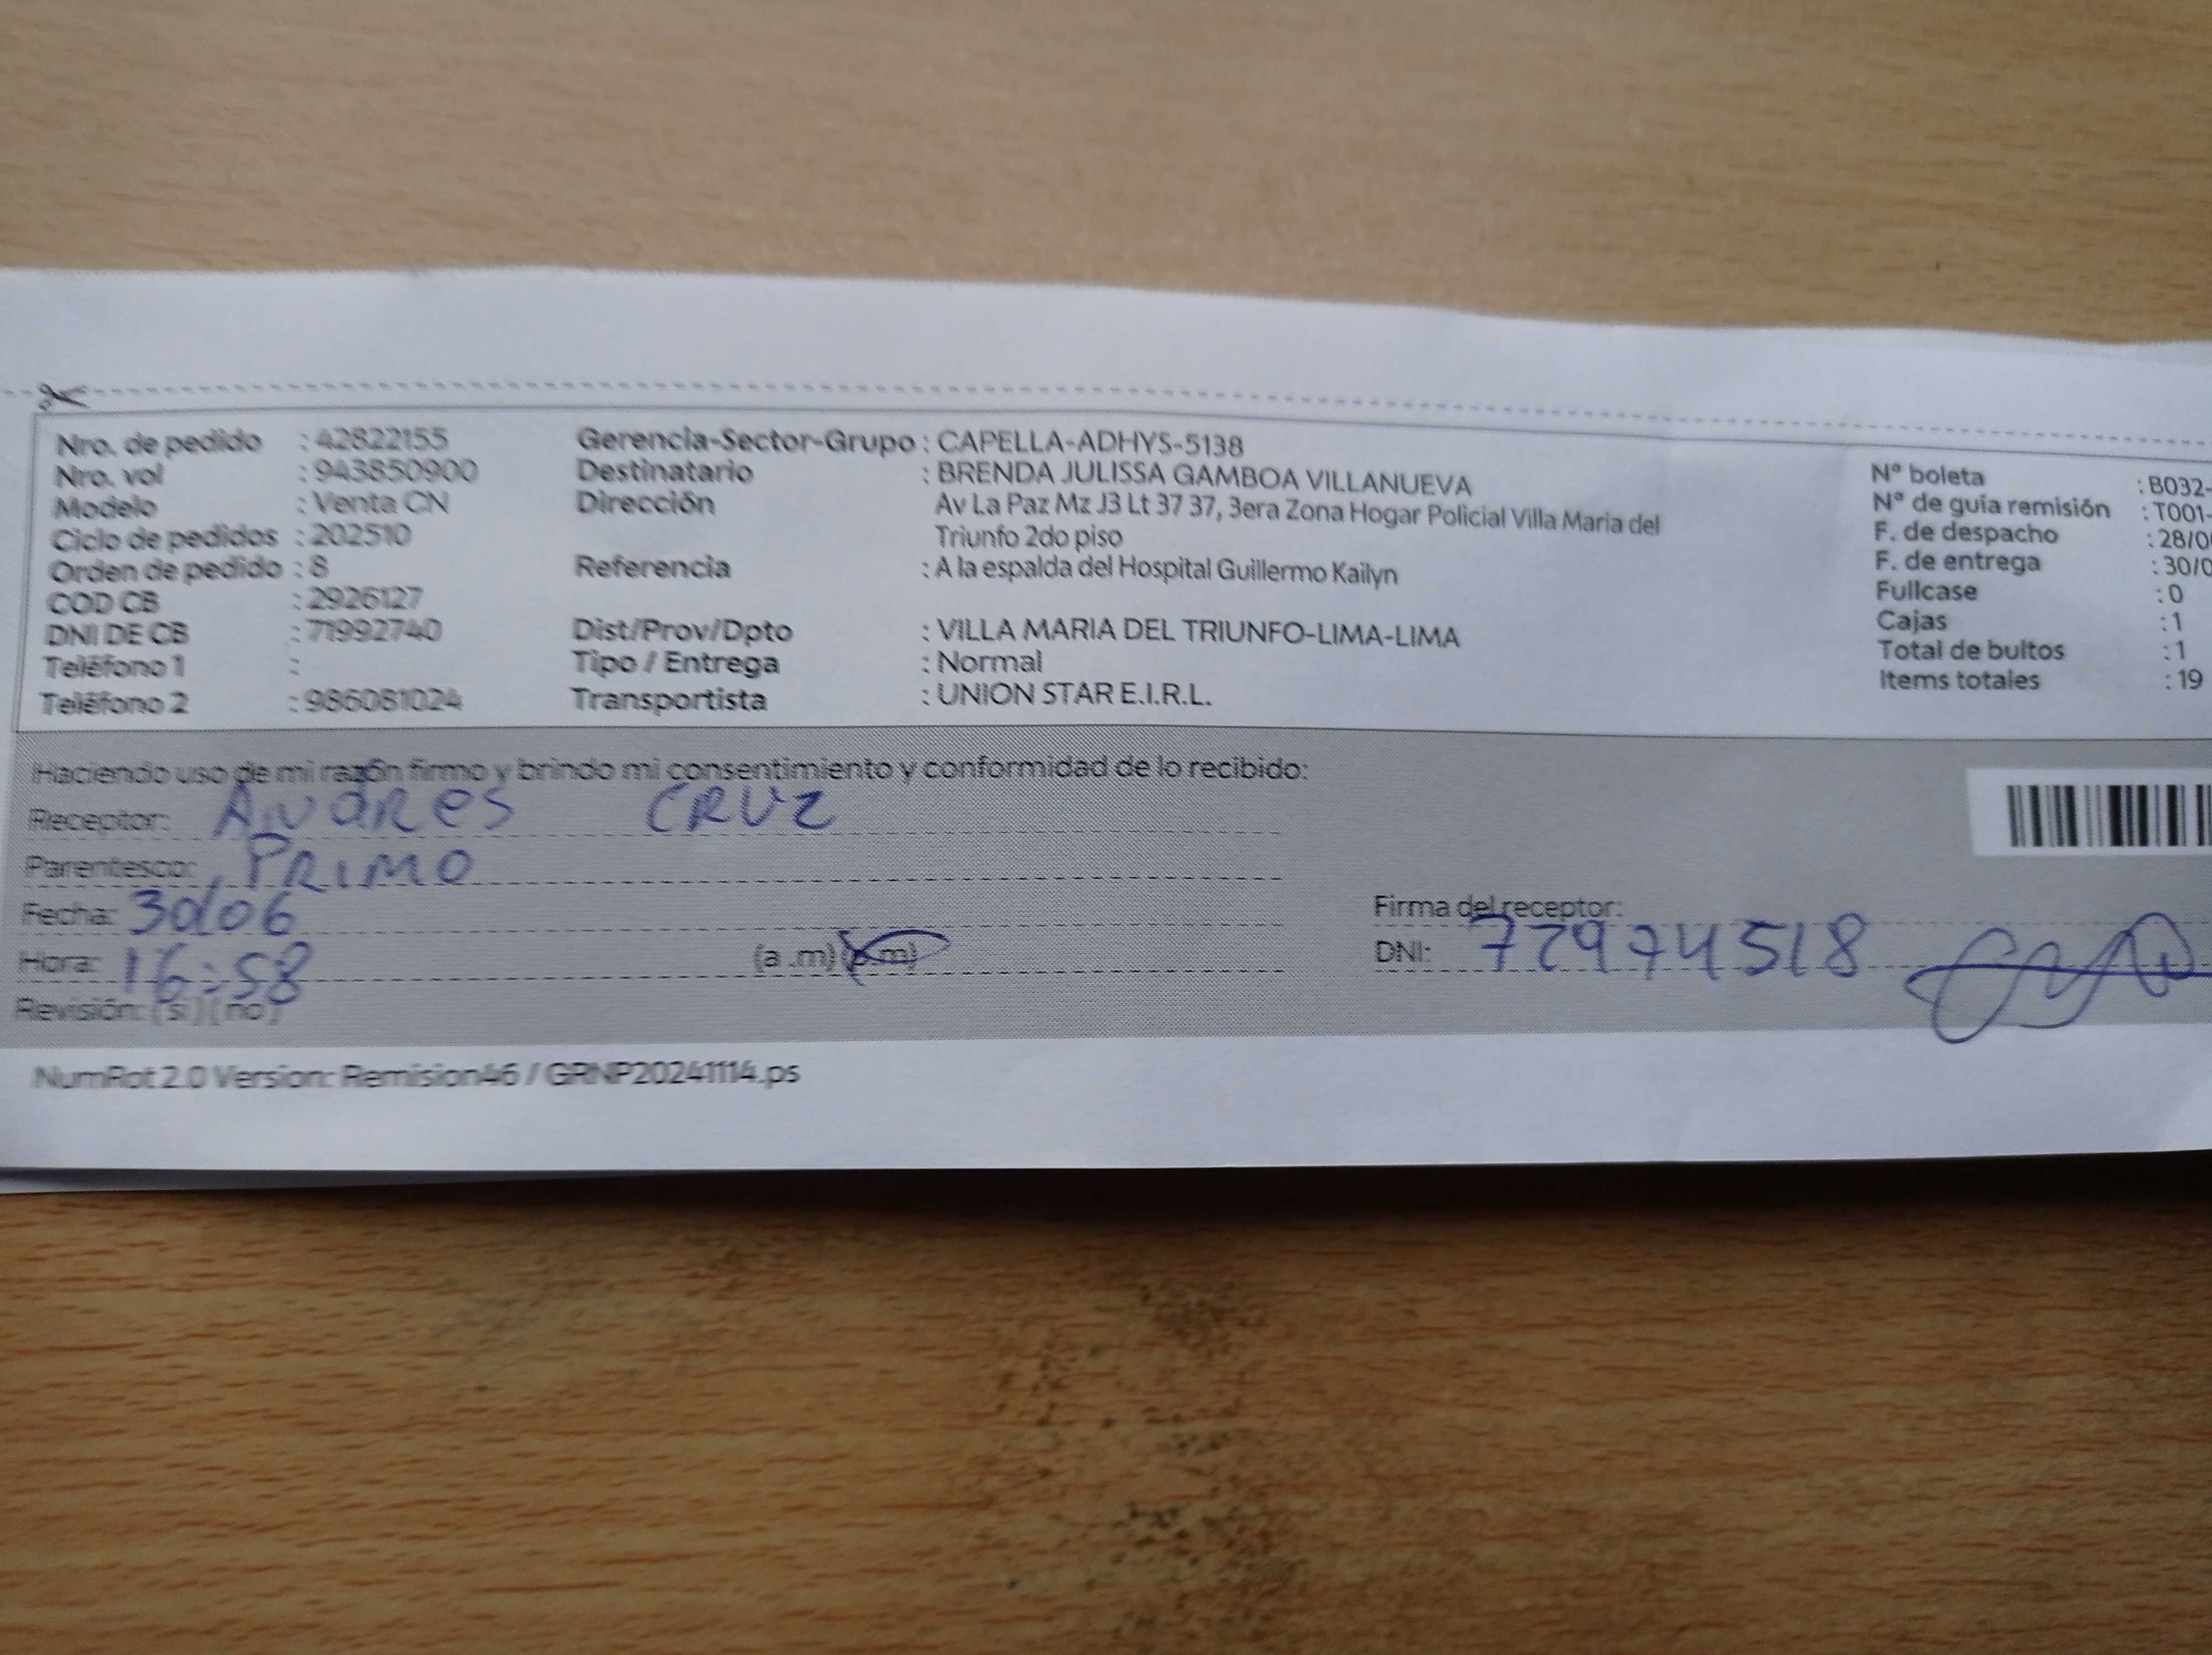 Nro. de pedido : 42822155
Nro. vol : 943850900
Modelo : Venta CN
Ciclo de pedidos : 202510
Orden de pedido : 8
COD CB : 2926127
DNI DE CB : 71992740
Teléfono 1 :
Teléfono 2 : 986081024
Gerencia-Sector-Grupo : CAPELLA-ADHYS-5138
Destinatario : BRENDA JULISSA GAMBOA VILLANUEVA
Dirección Av La Paz Mz J3 Lt 37 37, 3era Zona Hogar Policial Villa Maria del
Triunfo 2do piso
Referencia : A la espalda del Hospital Guillermo Kailyn
Dist/Prov/Dpto : VILLA MARIA DEL TRIUNFO-LIMA-LIMA
Tipo / Entrega : Normal
Transportista : UNION STAR E.I.R.L.
N° boleta : B032-
N° de guía remisión : T001-
F. de despacho : 28/0
F. de entrega : 30/0
Fullcase : 0
Cajas : 1
Total de bultos : 1
Items totales : 19
Haciendo uso de mi razón firmo y brindo mi consentimiento y conformidad de lo recibido:
Receptor: ANdRes CRUZ
Parentesco: PRIMO
Fecha: 30/06
Hora: 16:58 (a .m) (p.m)
Revisión: (si) (no)
Firma del receptor:
DNI: 72974518
NumRot 2.0 Version: Remision46 / GRNP20241114.ps